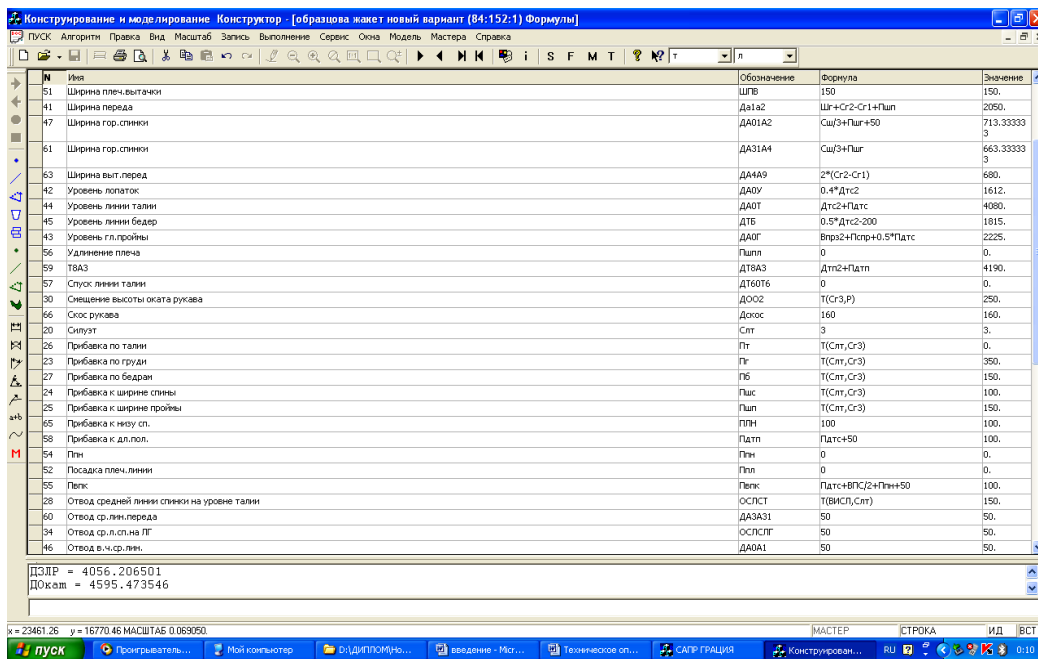 Конструирование и моделирование Конструктор - [образцова жакет новый вариант (84:152:1) Формулы]
ПУСК Алгоритм Правка Вид Масштаб Запись Выполнение Сервис Окна Модель Мастера Справка
i S F M T т л
N Имя Обозначение Формула Значение
51 Ширина плеч.вытачки ШПВ 150 150.
41 Ширина переда Да1а2 Шг+Сг2-Сг1+Пшп 2050.
47 Ширина гор.спинки ДА01А2 Сш/3+Пшг+50 713.33333
3
61 Ширина гор.спинки ДА31А4 Сш/3+Пшг 663.33333
3
63 Ширина выт.перед ДА4А9 2*(Сг2-Сг1) 680.
42 Уровень лопаток ДА0У 0.4*Дтс2 1612.
44 Уровень линии талии ДА0Т Дтс2+Пдтс 4080.
45 Уровень линии бедер ДТБ 0.5*Дтс2-200 1815.
43 Уровень гл.проймы ДА0Г Впрз2+Пспр+0.5*Пдтс 2225.
56 Удлинение плеча Пшпл 0 0.
59 Т8А3 ДТ8А3 Дтп2+Пдтп 4190.
57 Спуск линии талии ДТ60Т6 0 0.
30 Смещение высоты оката рукава ДОО2 Т(Сг3,Р) 250.
66 Скос рукава Дскос 160 160.
20 Силуэт Слт 3 3.
26 Прибавка по талии Пт Т(Слт,Сг3) 0.
23 Прибавка по груди Пг Т(Слт,Сг3) 350.
27 Прибавка по бедрам Пб Т(Слт,Сг3) 150.
24 Прибавка к ширине спины Пшс Т(Слт,Сг3) 100.
25 Прибавка к ширине проймы Пшп Т(Слт,Сг3) 150.
65 Прибавка к низу сп. ПЛН 100 100.
58 Прибавка к дл.пол. Пдтп Пдтс+50 100.
54 Ппн Ппн 0 0.
52 Посадка плеч.линии Ппл 0 0.
55 Пвпк Пвпк Пдтс+ВПС/2+Ппн+50 100.
28 Отвод средней линии спинки на уровне талии ОСЛСТ Т(ВИСЛ,Слт) 150.
60 Отвод ср.лин.переда ДА3А31 50 50.
34 Отвод ср.л.сп.на ЛГ ОСЛСЛГ 50 50.
46 Отвод в.ч.ср.лин. ДА0А1 50 50.
a+b
M
ДЗЛР = 4056.206501
ДОкат = 4595.473546
x = 23461.26 y = 16770.46 МАСШТАБ 0.069050. МАСТЕР СТРОКА ИД ВСТ
пуск Проигрыватель... Мой компьютер D:\ДИПЛОМ\Но... введение - Micr... Техническое оп... САПР ГРАЦИЯ Конструирован... RU 0:10